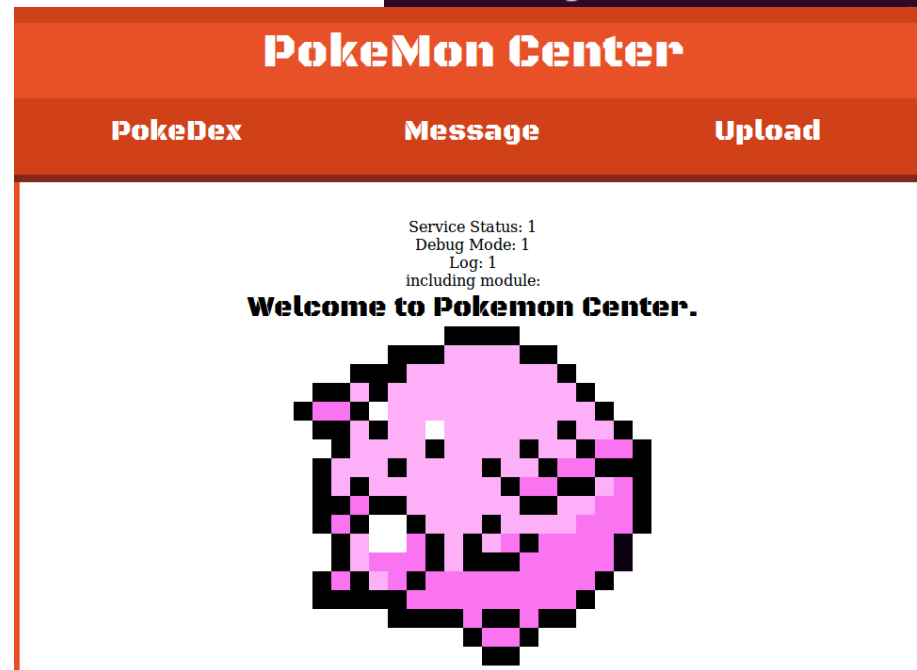 PokeMon Center
PokeDex Message Upload
Service Status: 1
Debug Mode: 1
Log: 1
including module:
Welcome to Pokemon Center.